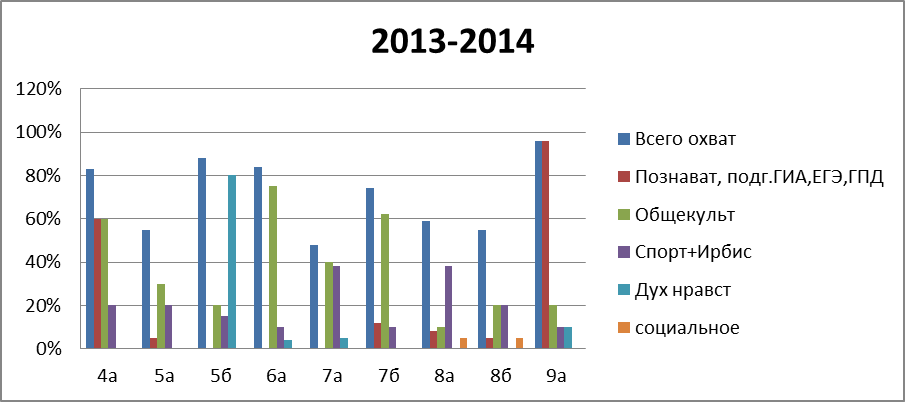 2013-2014
120%
100%
80%
60%
40%
20%
0%
4а 5а 5б 6а 7а 7б 8а 8б 9а
Всего охват
Познават, подг.ГИА,ЕГЭ,ГПД
Общекульт
Спорт+Ирбис
Дух нравст
социальное